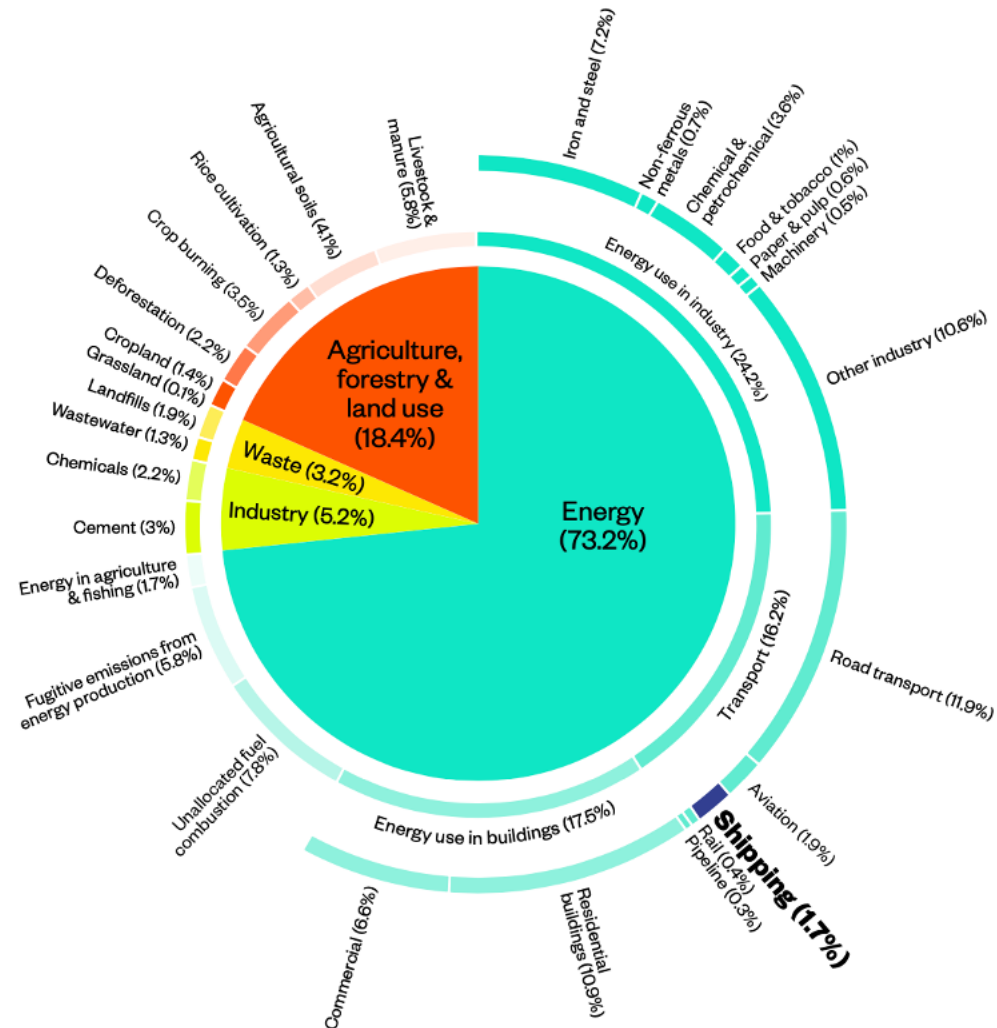 Iron and steel (7.2%)
Non-ferrous
metals (0.7%)
Chemical &
petrochemical (3.6%)
Food & tobacco (1%)
Paper & pulp (0.6%)
Machinery (0.5%)
Other industry (10.6%)
Energy use in industry (24.2%)
Livestock &
manure (5.8%)
Agricultural soils (4.1%)
Rice cultivation (1.3%)
Crop burning (3.5%)
Deforestation (2.2%)
Cropland (1.4%)
Grassland (0.1%)
Landfills (1.9%)
Wastewater (1.3%)
Chemicals (2.2%)
Cement (3%)
Energy in agriculture
& fishing (1.7%)
Fugitive emissions from
energy production (5.8%)
Unallocated fuel
combustion (7.8%)
Agriculture,
forestry &
land use
(18.4%)
Waste (3.2%)
Industry (5.2%)
Energy
(73.2%)
Transport (16.2%)
Road transport (11.9%)
Aviation (1.9%)
Shipping (1.7%)
Rail (0.4%)
Pipeline (0.3%)
Energy use in buildings (17.5%)
Residential
buildings (10.9%)
Commercial (6.6%)